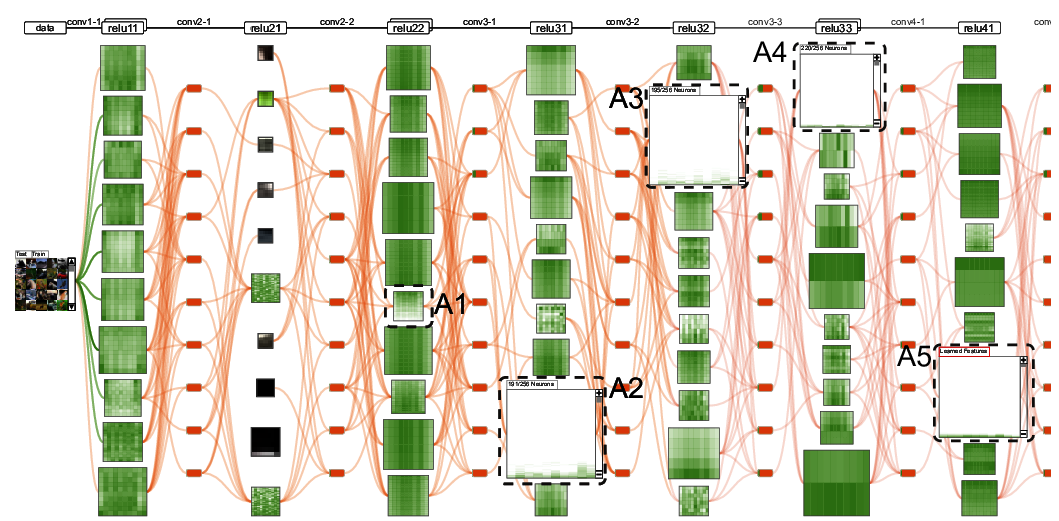 data conv1-1 relu11 conv2-1 relu21 conv2-2 relu22 conv3-1 relu31 conv3-2 relu32 conv3-3 relu33 conv4-1 relu41 con
A4
220/256 Neurons
A3
195/256 Neurons
Test Train
A1
A5
Learned Features
A2
191/256 Neurons